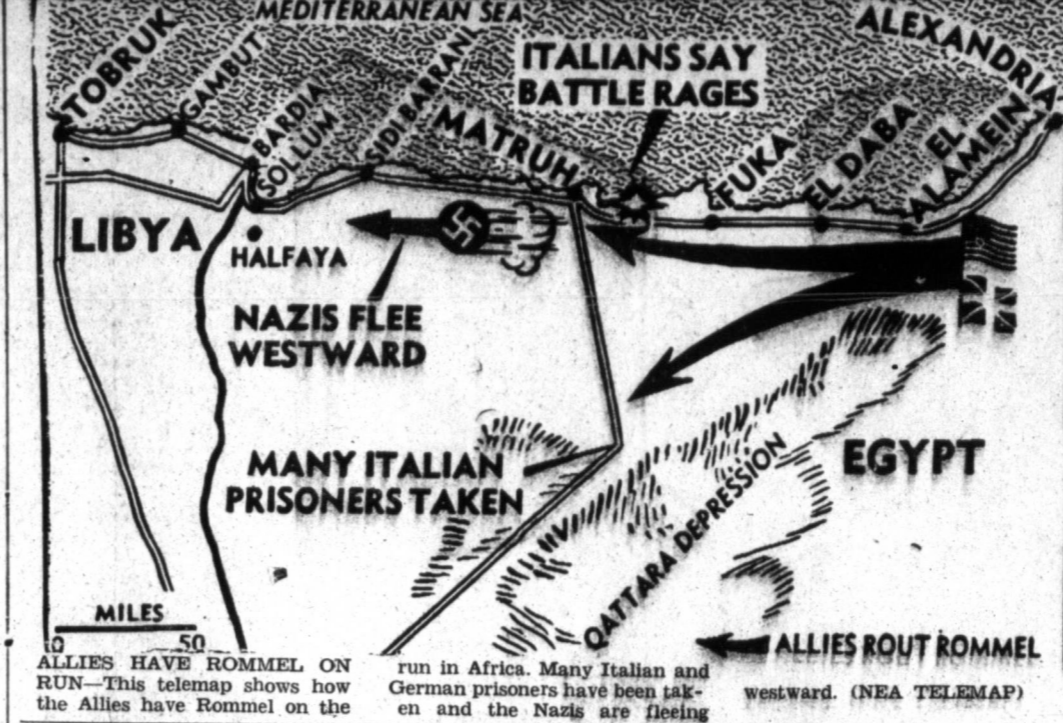 MEDITERRANEAN SEA
TOBRUK
GAMBUT
BARDIA
SOLLUM
SIDI BARRANI
MATRUH
ITALIANS SAY
BATTLE RAGES
FUKA
EL DABA
EL
ALAMEIN
ALEXANDRIA
LIBYA
HALFAYA
NAZIS FLEE
WESTWARD
MANY ITALIAN
PRISONERS TAKEN
EGYPT
QATTARA DEPRESSION
MILES
0 50
ALLIES ROUT ROMMEL
ALLIES HAVE ROMMEL ON
RUN—This telemap shows how
the Allies have Rommel on the
run in Africa. Many Italian and
German prisoners have been tak-
en and the Nazis are fleeing
westward. (NEA TELEMAP)